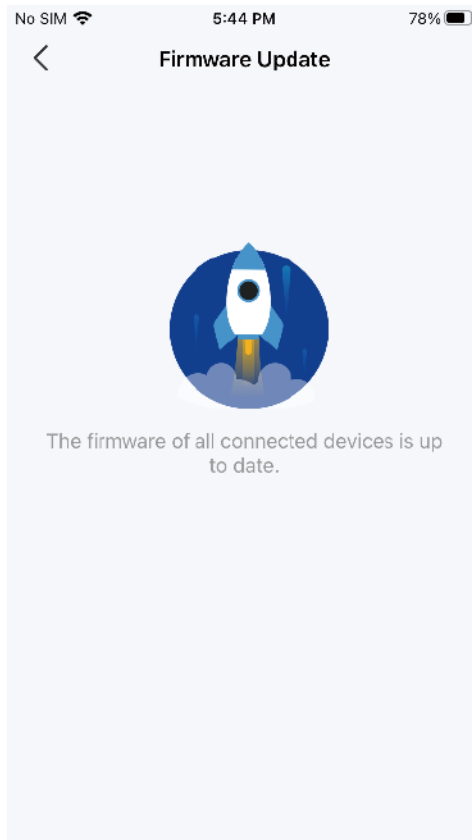 No SIM 5:44 PM 78%
Firmware Update
The firmware of all connected devices is up
to date.